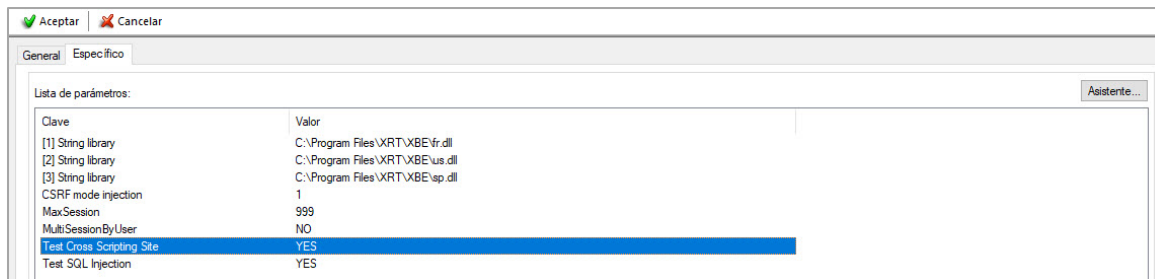 Aceptar Cancelar
General Específico
Lista de parámetros: Asistente...
Clave Valor
[1] String library C:\Program Files\XRT\XBE\fr.dll
[2] String library C:\Program Files\XRT\XBE\us.dll
[3] String library C:\Program Files\XRT\XBE\sp.dll
CSRF mode injection 1
MaxSession 999
MultiSessionByUser NO
Test Cross Scripting Site YES
Test SQL Injection YES